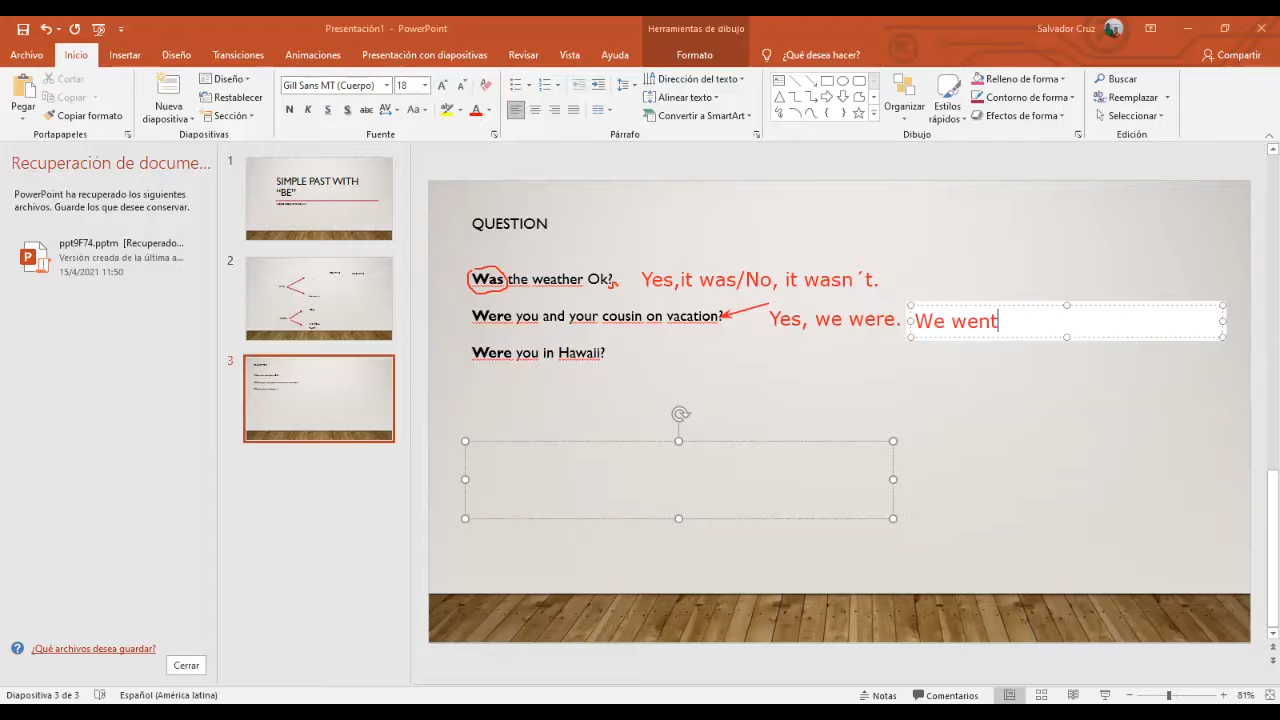 Presentación1 - PowerPoint
Herramientas de dibujo
Salvador Cruz
Archivo Inicio Insertar Diseño Transiciones Animaciones Presentación con diapositivas Revisar Vista Ayuda Formato ¿Qué desea hacer? Compartir
Pegar
Cortar
Copiar
Copiar formato
Portapapeles
Nueva diapositiva
Diseño
Restablecer
Sección
Diapositivas
Gill Sans MT (Cuerpo) 18
N K S S abc AV Aa A
Fuente
Párrafo
Dirección del texto
Alinear texto
Convertir a SmartArt
Organizar
Estilos rápidos
Relleno de forma
Contorno de forma
Efectos de forma
Dibujo
Buscar
Reemplazar
Seleccionar
Edición
Recuperación de docume...
PowerPoint ha recuperado los siguientes
archivos. Guarde los que desee conservar.
ppt9F74.pptm [Recuperado...
Versión creada de la última a...
15/4/2021 11:50
¿Qué archivos desea guardar?
Cerrar
1
SIMPLE PAST WITH
“BE”
2
3
QUESTION
Was the weather Ok? Yes,it was/No, it wasn´t.
Were you and your cousin on vacation? Yes, we were. We went
Were you in Hawaii?
Diapositiva 3 de 3 Español (América latina) Notas Comentarios 81%